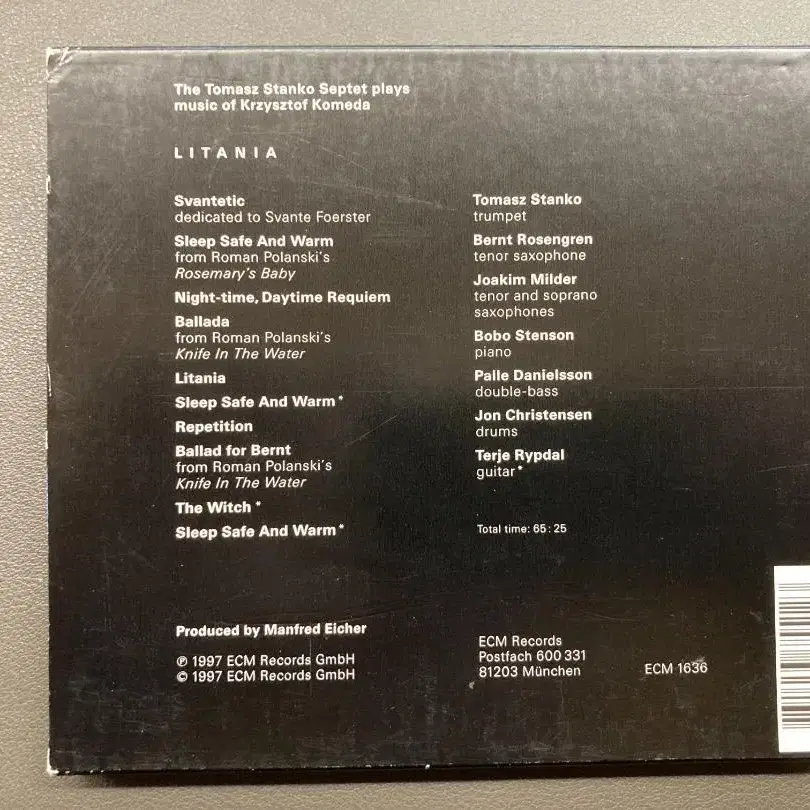 The Tomasz Stanko Septet plays
music of Krzysztof Komeda
LITANIA
Svantetic
dedicated to Svante Foerster
Sleep Safe And Warm
from Roman Polanski's
Rosemary's Baby
Night-time, Daytime Requiem
Ballada
from Roman Polanski's
Knife In The Water
Litania
Sleep Safe And Warm *
Repetition
Ballad for Bernt
from Roman Polanski's
Knife In The Water
The Witch *
Sleep Safe And Warm *
Tomasz Stanko
trumpet
Bernt Rosengren
tenor saxophone
Joakim Milder
tenor and soprano
saxophones
Bobo Stenson
piano
Palle Danielsson
double-bass
Jon Christensen
drums
Terje Rypdal
guitar *
Total time: 65:25
Produced by Manfred Eicher
℗ 1997 ECM Records GmbH
© 1997 ECM Records GmbH
ECM Records
Postfach 600 331
81203 München
ECM 1636